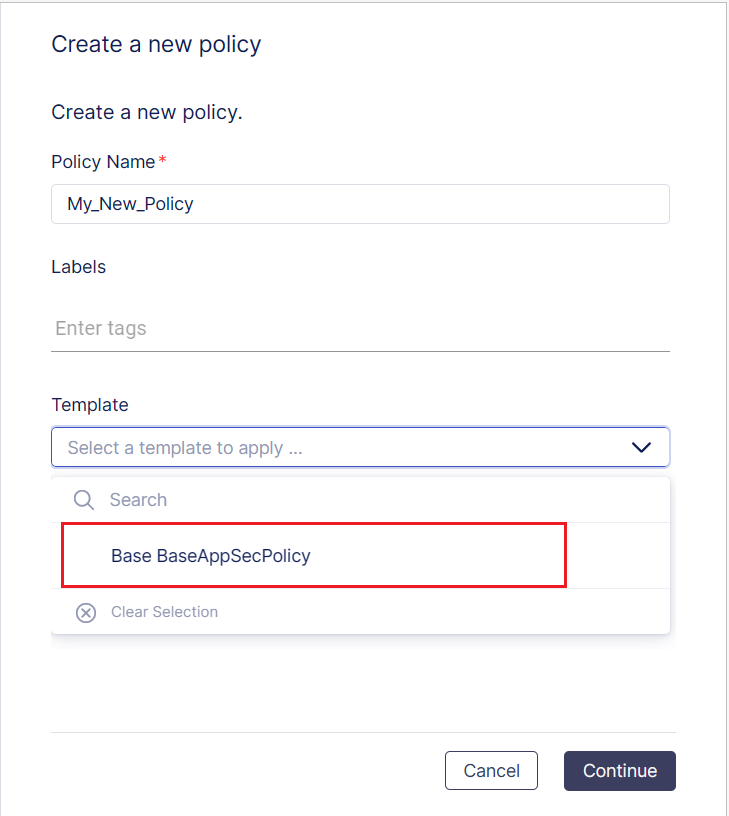 Create a new policy
Create a new policy.
Policy Name*
My_New_Policy
Labels
Enter tags
Template
Select a template to apply ...
Search
Base BaseAppSecPolicy
Clear Selection
Cancel
Continue